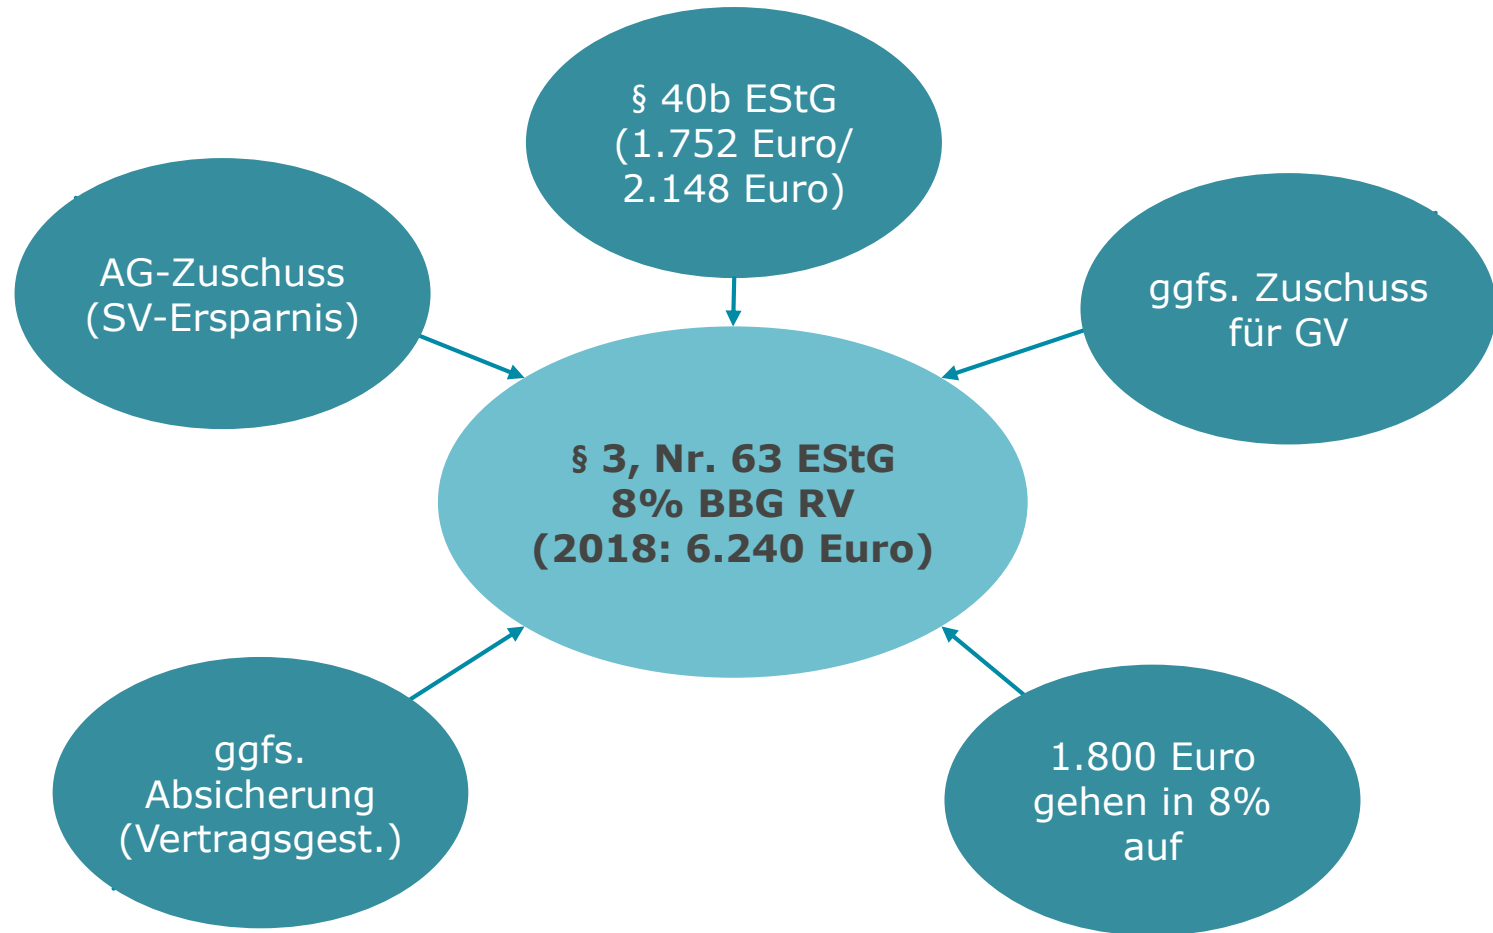 § 40b EStG
(1.752 Euro/
2.148 Euro)
AG-Zuschuss
(SV-Ersparnis)
ggfs. Zuschuss
für GV
§ 3, Nr. 63 EStG
8% BBG RV
(2018: 6.240 Euro)
ggfs.
Absicherung
(Vertragsgest.)
1.800 Euro
gehen in 8%
auf